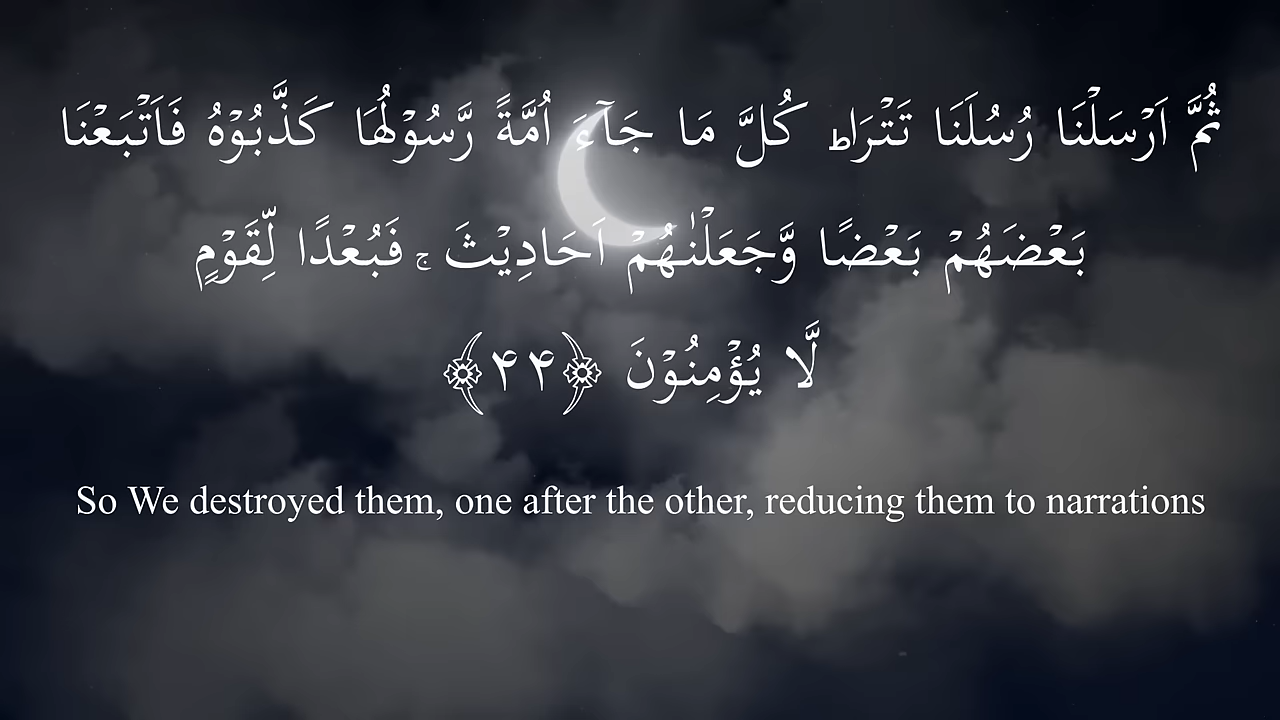 ثُمَّ اَرْسَلْنَا رُسُلَنَا تَتْرَاؕ كُلَّ مَا جَآءَ اُمَّةً رَّسُوْلُهَا كَذَّبُوْهُ فَاَتْبَعْنَا
بَعْضَهُمْ بَعْضًا وَّجَعَلْنٰهُمْ اَحَادِيْثَ ۚ فَبُعْدًا لِّقَوْمٍ
لَّا يُؤْمِنُوْنَ ﴿۴۴﴾
So We destroyed them, one after the other, reducing them to narrations